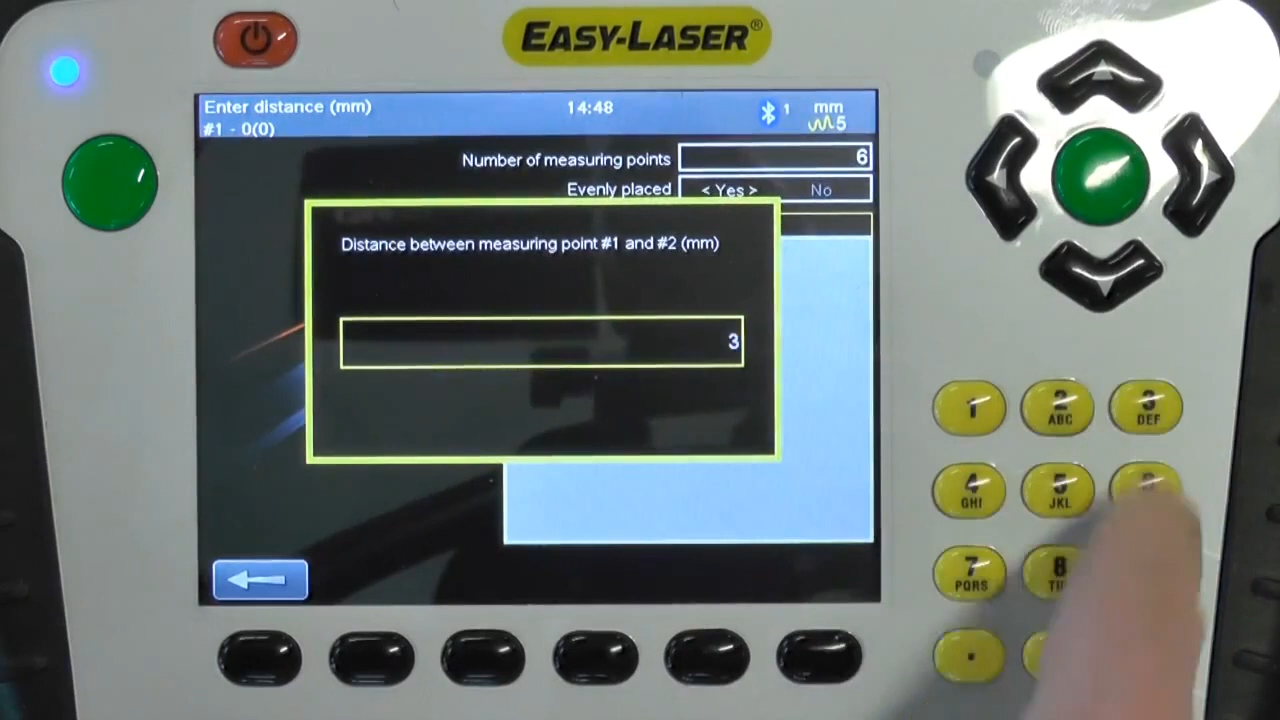 EASY-LASER®
Enter distance (mm)
14:48
1
mm
#1 - 0(0)
5
Number of measuring points
6
Evenly placed
< Yes >
No
Distance between measuring point #1 and #2 (mm)
3
1
2
ABC
3
DEF
4
GHI
5
JKL
7
PQRS
8
.